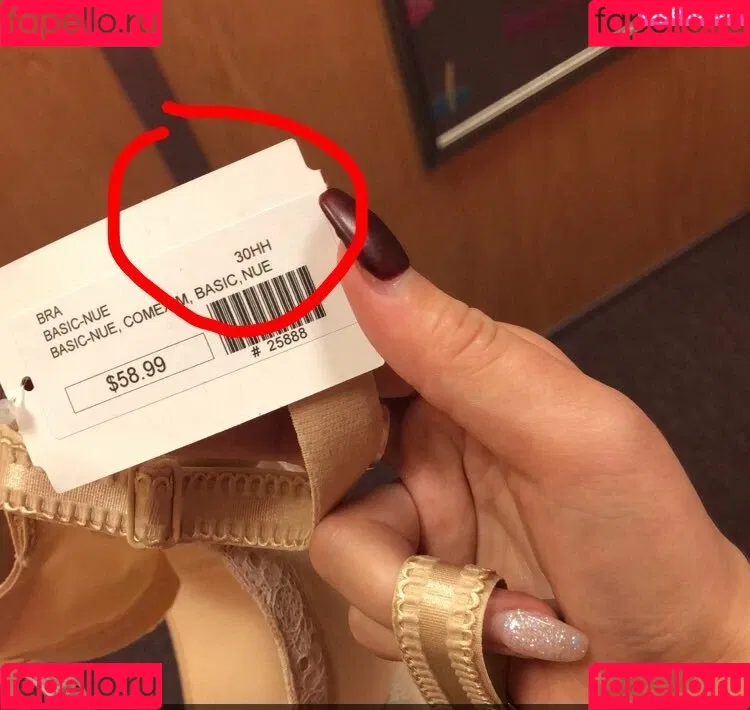 fapello.ru
fapello.ru
30HH
BRA
BASIC-NUE
BASIC-NUE, COMEXIM, BASIC, NUE
# 25888
$58.99
fapello.ru
fapello.ru